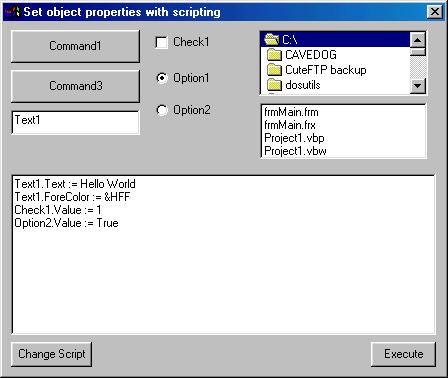 Set object properties with scripting
Command1
Command3
Text1
Check1
Option1
Option2
C:\
CAVEDOG
CuteFTP backup
dosutils
frmMain.frm
frmMain.frx
Project1.vbp
Project1.vbw
Text1.Text := Hello World
Text1.ForeColor := &HFF
Check1.Value := 1
Option2.Value := True
Change Script
Execute